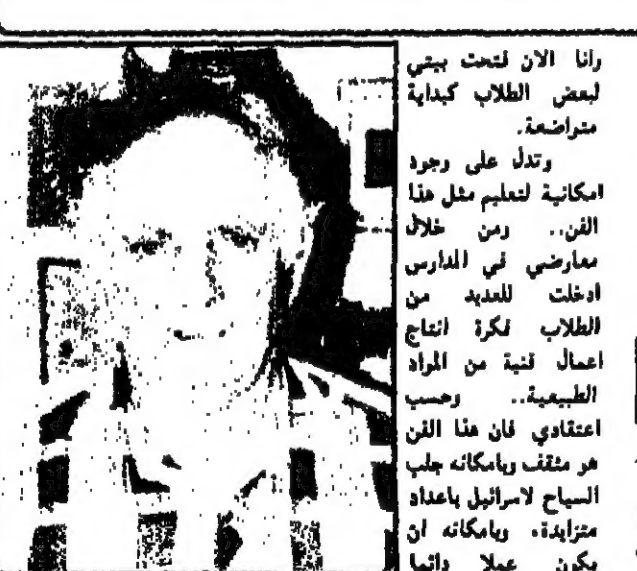 وانا الان فتحت بيتي
لبعض الطلاب كبداية
متواضعة.
وتدل على وجود
امكانية لتعليم مثل هذا
الفن.. ومن خلال
معارضي في المدارس
ادخلت للعديد من
الطلاب فكرة انتاج
اعمال فنية من المواد
الطبيعية.. وحسب
اعتقادي فان هذا الفن
هو مثقف وبامكانه جلب
السياح لاسرائيل باعداد
متزايدة، وبامكانه ان
يكون عملا دائما